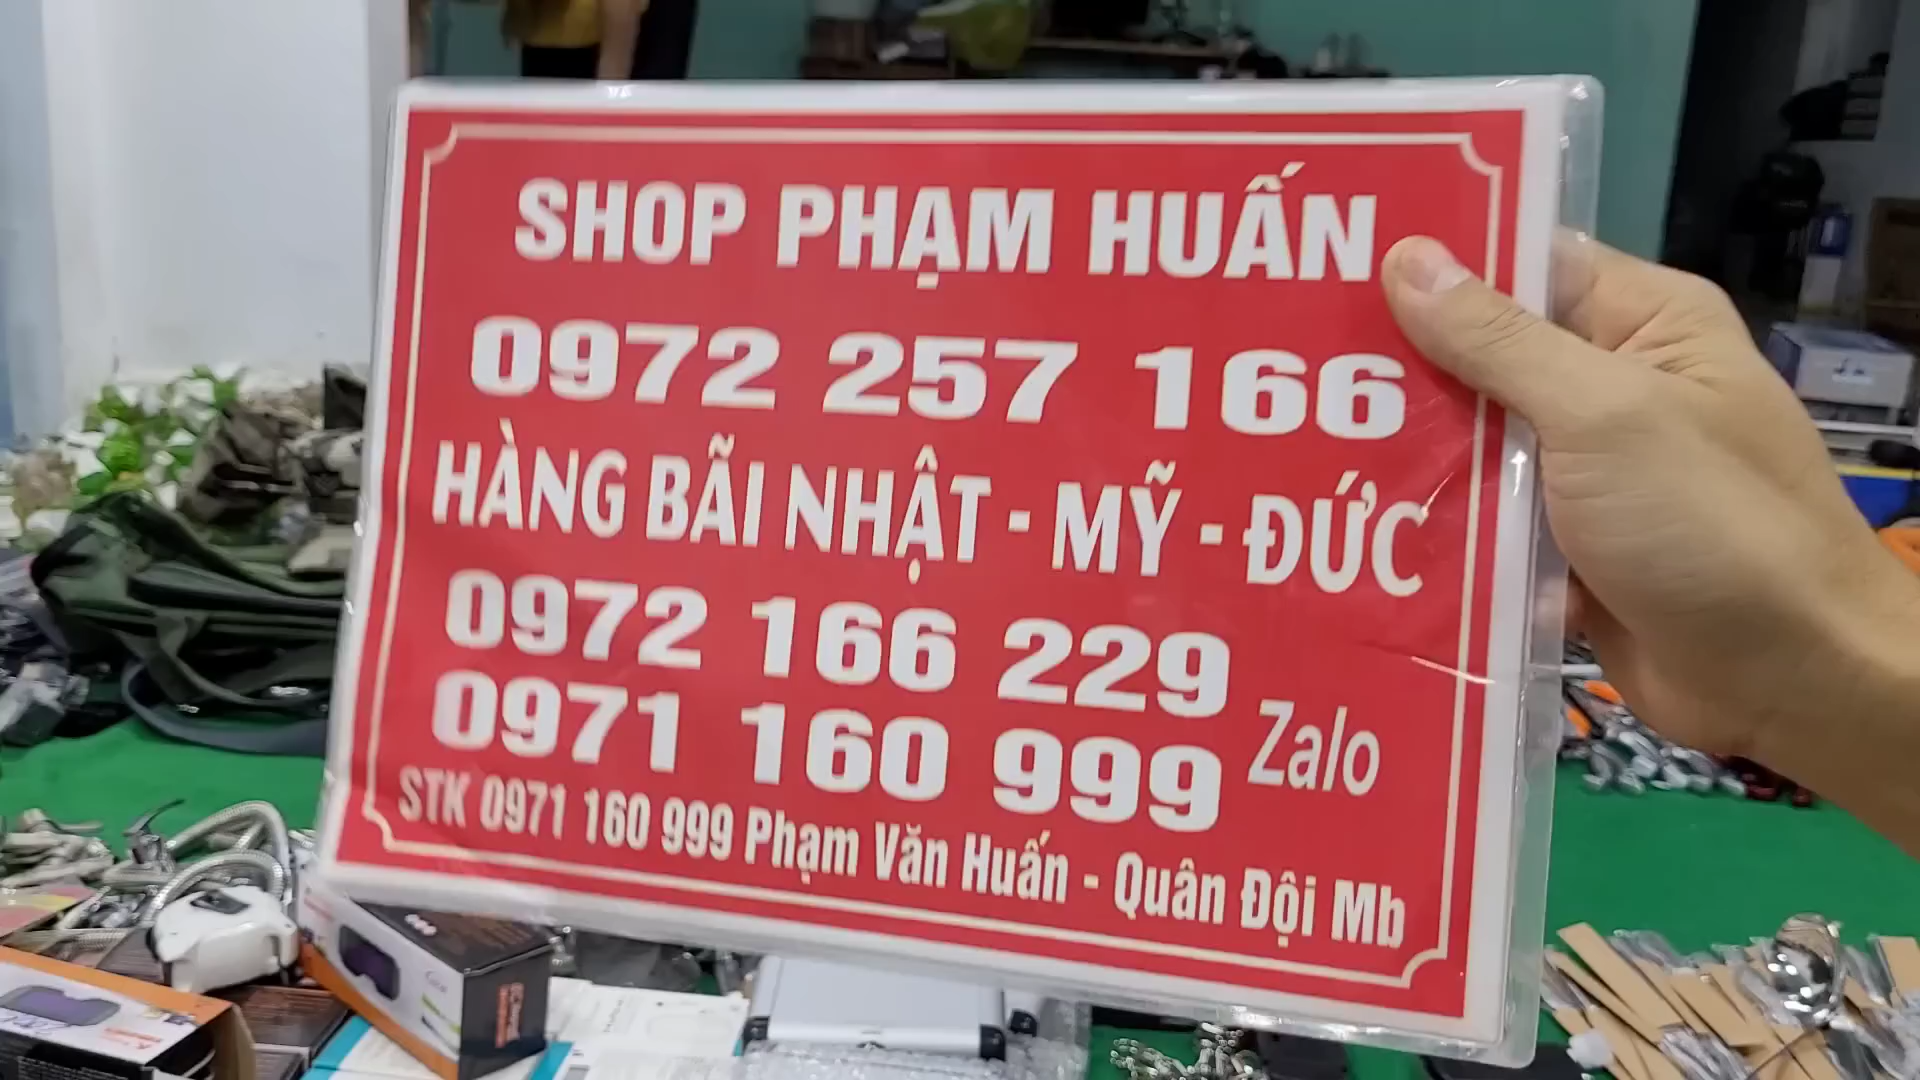 SHOP PHẠM HUẤN
0972 257 166
HÀNG BÃI NHẬT - MỸ - ĐỨC
0972 166 229
0971 160 999 Zalo
STK 0971 160 999 Phạm Văn Huấn - Quân Đội Mb